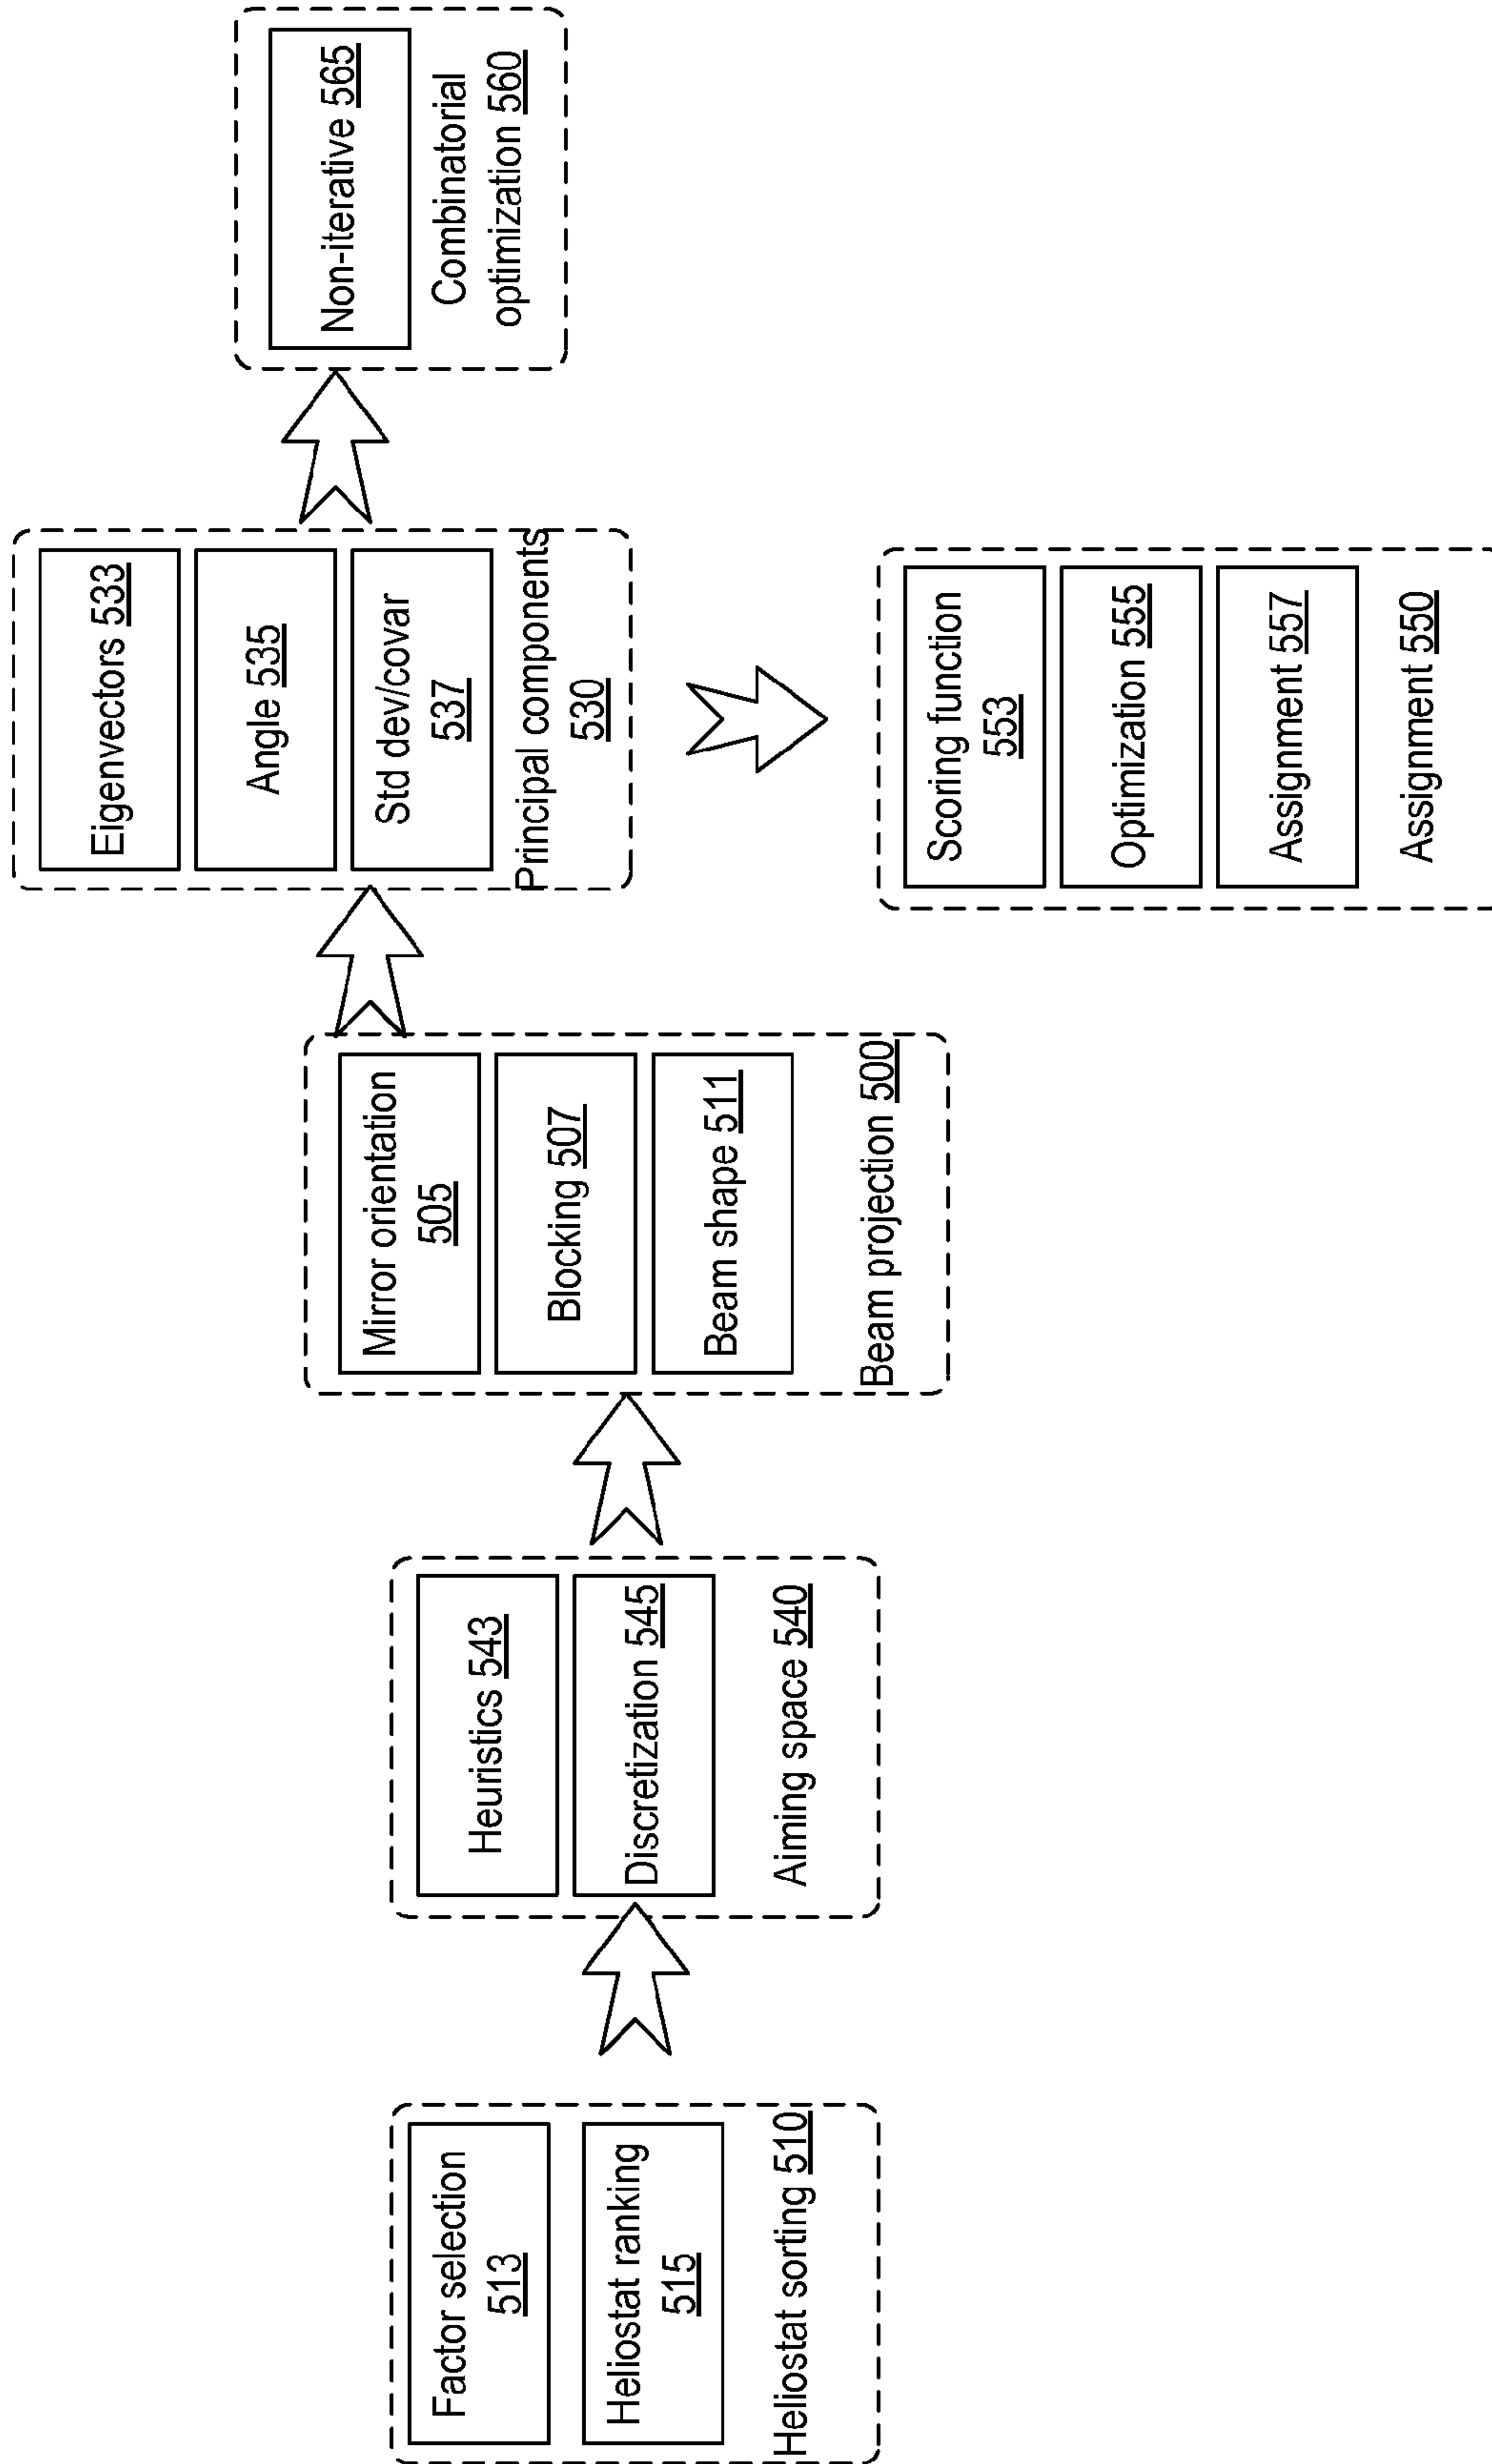 Factor selection
513
Heliostat ranking
515
Heliostat sorting 510
Heuristics 543
Discretization 545
Aiming space 540
Mirror orientation
505
Blocking 507
Beam shape 511
Beam projection 500
Eigenvectors 533
Angle 535
Std dev/covar
537
Principal components
530
Non-iterative 565
Combinatorial
optimization 560
Scoring function
553
Optimization 555
Assignment 557
Assignment 550